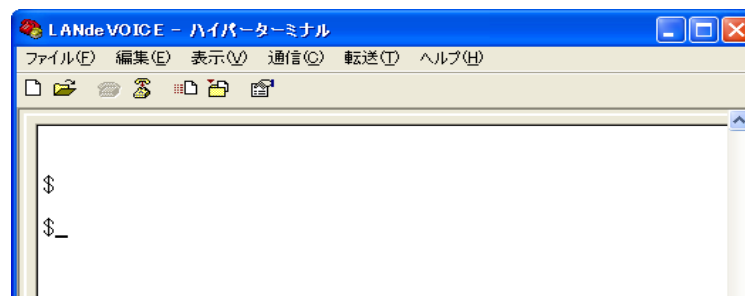 LANdeVOICE - ハイパーターミナル
ファイル(F) 編集(E) 表示(V) 通信(C) 転送(T) ヘルプ(H)
$
$_